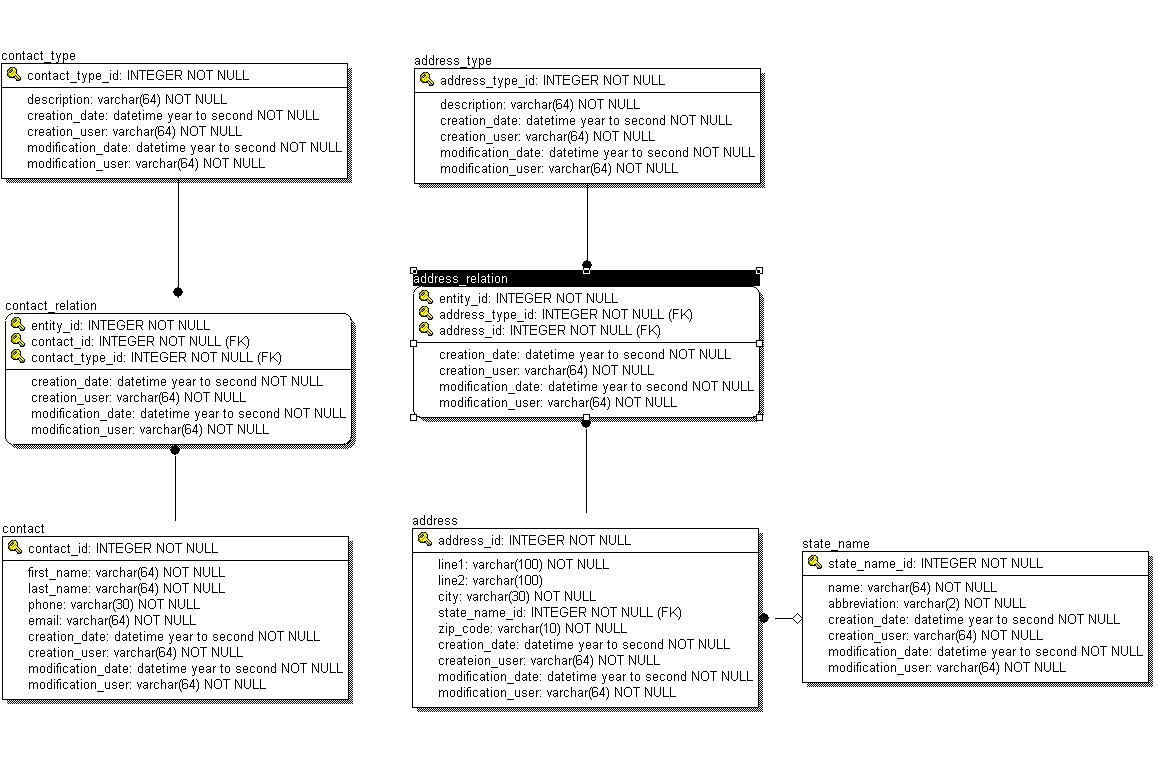 contact_type
contact_type_id: INTEGER NOT NULL
description: varchar(64) NOT NULL
creation_date: datetime year to second NOT NULL
creation_user: varchar(64) NOT NULL
modification_date: datetime year to second NOT NULL
modification_user: varchar(64) NOT NULL
address_type
address_type_id: INTEGER NOT NULL
description: varchar(64) NOT NULL
creation_date: datetime year to second NOT NULL
creation_user: varchar(64) NOT NULL
modification_date: datetime year to second NOT NULL
modification_user: varchar(64) NOT NULL
contact_relation
entity_id: INTEGER NOT NULL
contact_id: INTEGER NOT NULL (FK)
contact_type_id: INTEGER NOT NULL (FK)
creation_date: datetime year to second NOT NULL
creation_user: varchar(64) NOT NULL
modification_date: datetime year to second NOT NULL
modification_user: varchar(64) NOT NULL
address_relation
entity_id: INTEGER NOT NULL
address_type_id: INTEGER NOT NULL (FK)
address_id: INTEGER NOT NULL (FK)
creation_date: datetime year to second NOT NULL
creation_user: varchar(64) NOT NULL
modification_date: datetime year to second NOT NULL
modification_user: varchar(64) NOT NULL
contact
contact_id: INTEGER NOT NULL
first_name: varchar(64) NOT NULL
last_name: varchar(64) NOT NULL
phone: varchar(30) NOT NULL
email: varchar(64) NOT NULL
creation_date: datetime year to second NOT NULL
creation_user: varchar(64) NOT NULL
modification_date: datetime year to second NOT NULL
modification_user: varchar(64) NOT NULL
address
address_id: INTEGER NOT NULL
line1: varchar(100) NOT NULL
line2: varchar(100)
city: varchar(30) NOT NULL
state_name_id: INTEGER NOT NULL (FK)
zip_code: varchar(10) NOT NULL
creation_date: datetime year to second NOT NULL
createion_user: varchar(64) NOT NULL
modification_date: datetime year to second NOT NULL
modification_user: varchar(64) NOT NULL
state_name
state_name_id: INTEGER NOT NULL
name: varchar(64) NOT NULL
abbreviation: varchar(2) NOT NULL
creation_date: datetime year to second NOT NULL
creation_user: varchar(64) NOT NULL
modification_date: datetime year to second NOT NULL
modification_user: varchar(64) NOT NULL